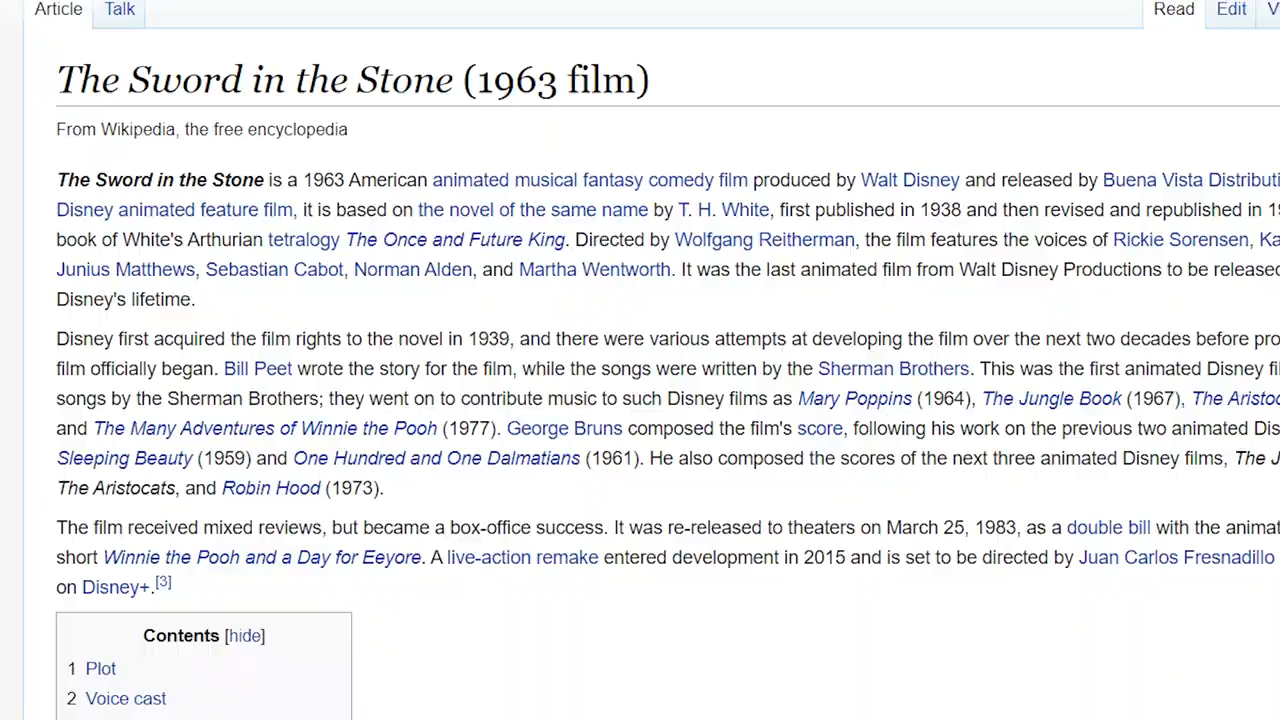 Article Talk Read Edit
The Sword in the Stone (1963 film)
From Wikipedia, the free encyclopedia
The Sword in the Stone is a 1963 American animated musical fantasy comedy film produced by Walt Disney and released by Buena Vista Distributi
Disney animated feature film, it is based on the novel of the same name by T. H. White, first published in 1938 and then revised and republished in 19
book of White's Arthurian tetralogy The Once and Future King. Directed by Wolfgang Reitherman, the film features the voices of Rickie Sorensen, Ka
Junius Matthews, Sebastian Cabot, Norman Alden, and Martha Wentworth. It was the last animated film from Walt Disney Productions to be released
Disney's lifetime.
Disney first acquired the film rights to the novel in 1939, and there were various attempts at developing the film over the next two decades before pro
film officially began. Bill Peet wrote the story for the film, while the songs were written by the Sherman Brothers. This was the first animated Disney fi
songs by the Sherman Brothers; they went on to contribute music to such Disney films as Mary Poppins (1964), The Jungle Book (1967), The Aristoc
and The Many Adventures of Winnie the Pooh (1977). George Bruns composed the film's score, following his work on the previous two animated Dis
Sleeping Beauty (1959) and One Hundred and One Dalmatians (1961). He also composed the scores of the next three animated Disney films, The J
The Aristocats, and Robin Hood (1973).
The film received mixed reviews, but became a box-office success. It was re-released to theaters on March 25, 1983, as a double bill with the animat
short Winnie the Pooh and a Day for Eeyore. A live-action remake entered development in 2015 and is set to be directed by Juan Carlos Fresnadillo
on Disney+.[3]
Contents [hide]
1 Plot
2 Voice cast